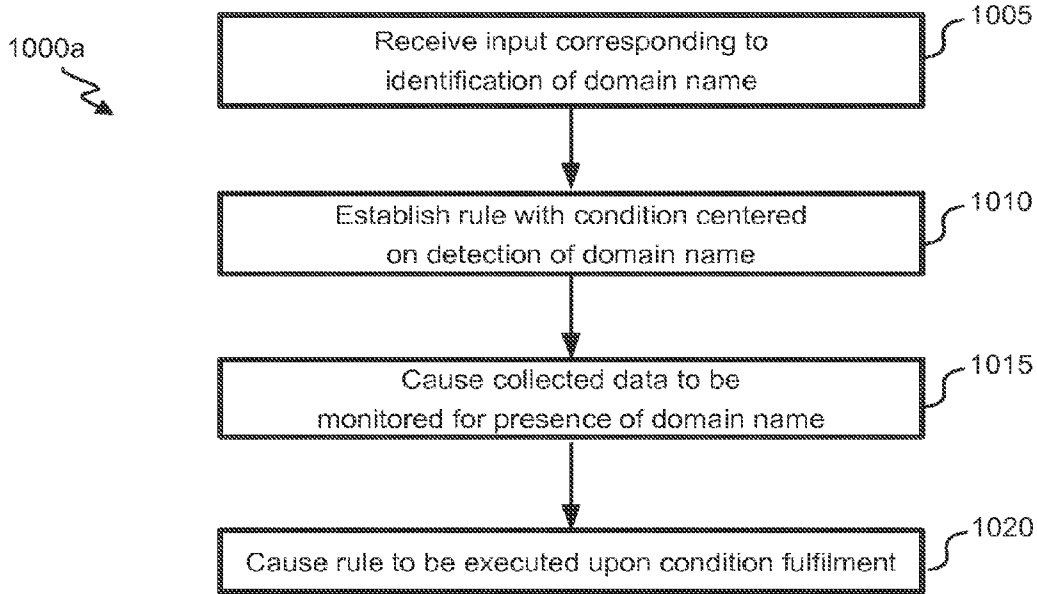 1000a
Receive input corresponding to
identification of domain name
1005
Establish rule with condition centered
on detection of domain name
1010
Cause collected data to be
monitored for presence of domain name
1015
Cause rule to be executed upon condition fulfilment
1020